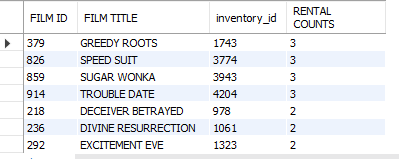 FILM ID FILM TITLE inventory_id RENTAL COUNTS
379 GREEDY ROOTS 1743 3
826 SPEED SUIT 3774 3
859 SUGAR WONKA 3943 3
914 TROUBLE DATE 4204 3
218 DECEIVER BETRAYED 978 2
236 DIVINE RESURRECTION 1061 2
292 EXCITEMENT EVE 1323 2